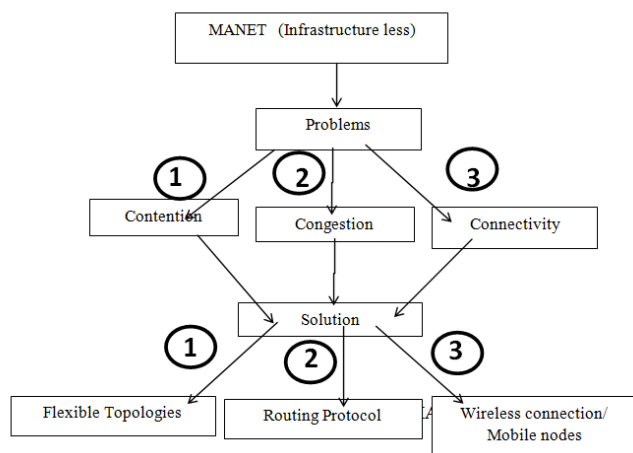 MANET (Infrastructure less)
Problems
1 2 3
Contention Congestion Connectivity
Solution
1 2 3
Flexible Topologies Routing Protocol Wireless connection/
Mobile nodes